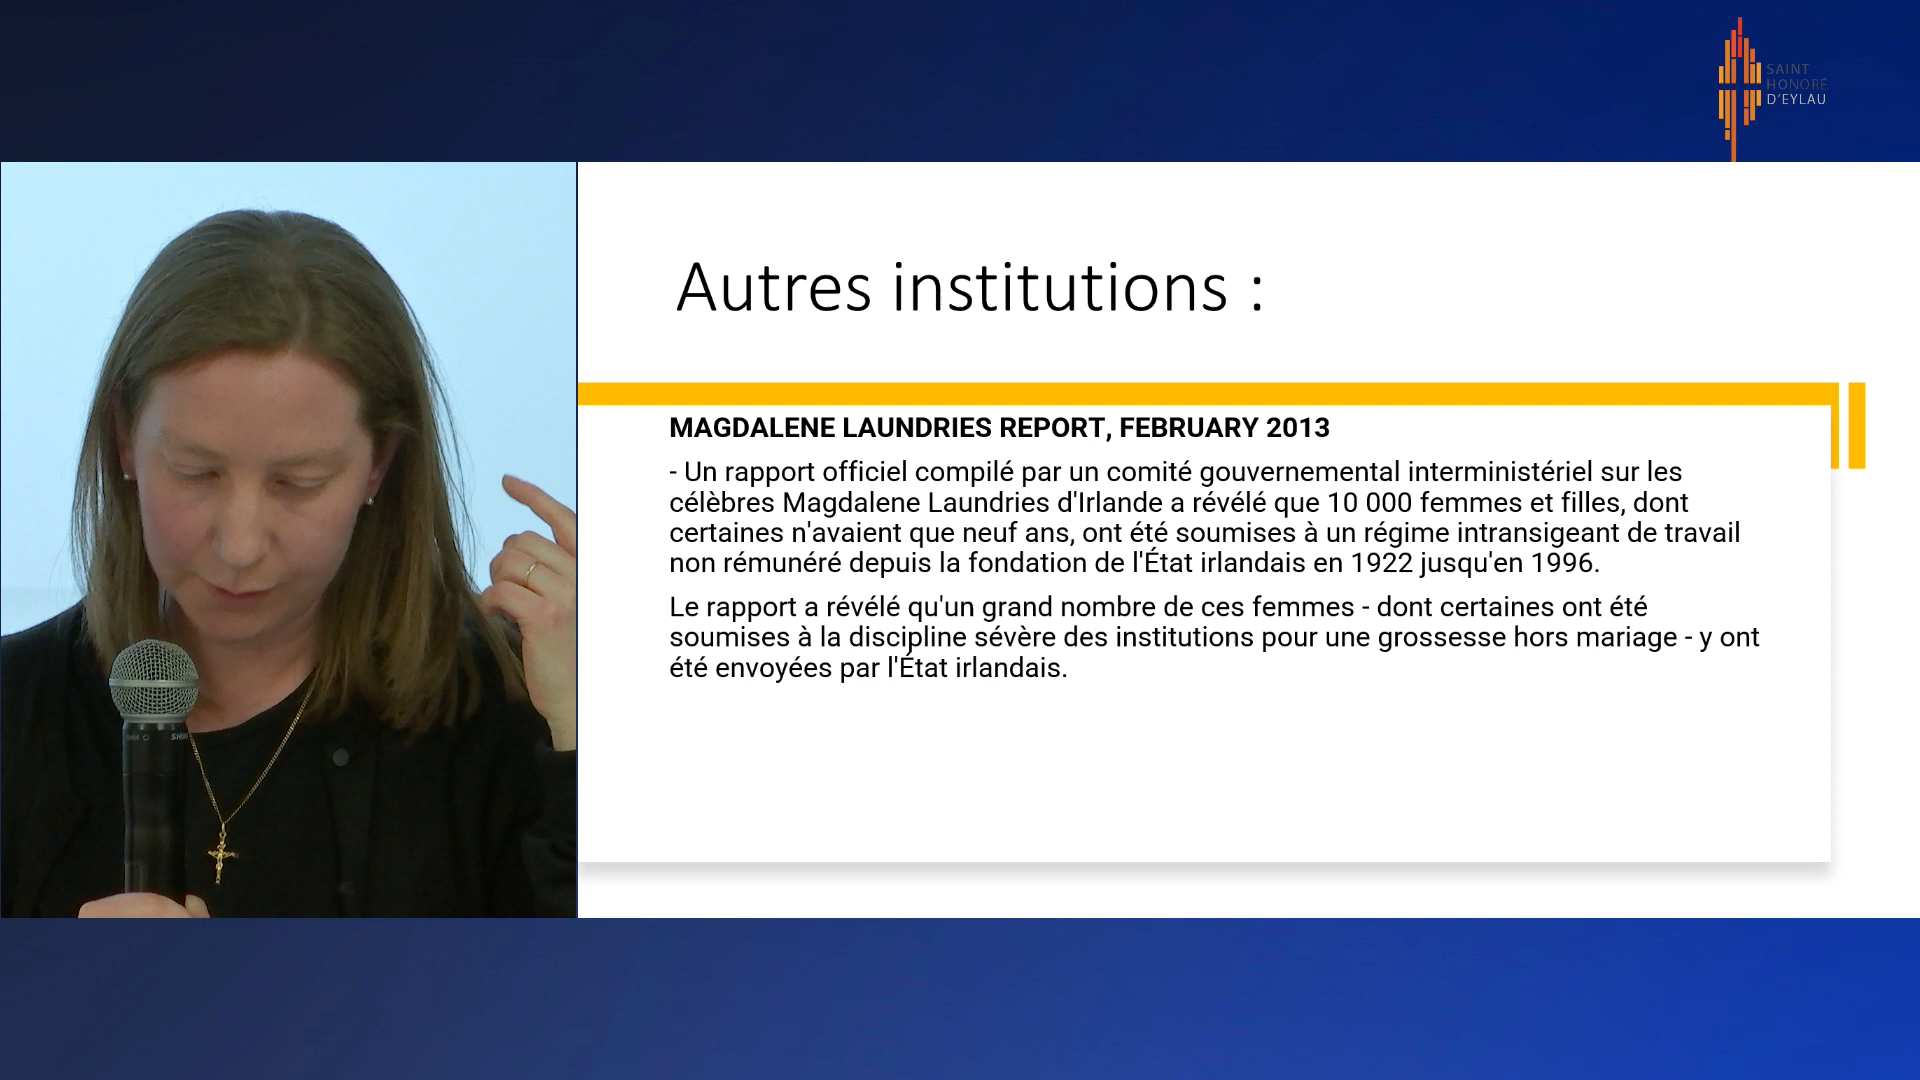 SAINT
HONORÉ
D'EYLAU
Autres institutions :
MAGDALENE LAUNDRIES REPORT, FEBRUARY 2013
- Un rapport officiel compilé par un comité gouvernemental interministériel sur les
célèbres Magdalene Laundries d'Irlande a révélé que 10 000 femmes et filles, dont
certaines n'avaient que neuf ans, ont été soumises à un régime intransigeant de travail
non rémunéré depuis la fondation de l'État irlandais en 1922 jusqu'en 1996.
Le rapport a révélé qu'un grand nombre de ces femmes - dont certaines ont été
soumises à la discipline sévère des institutions pour une grossesse hors mariage - y ont
été envoyées par l'État irlandais.